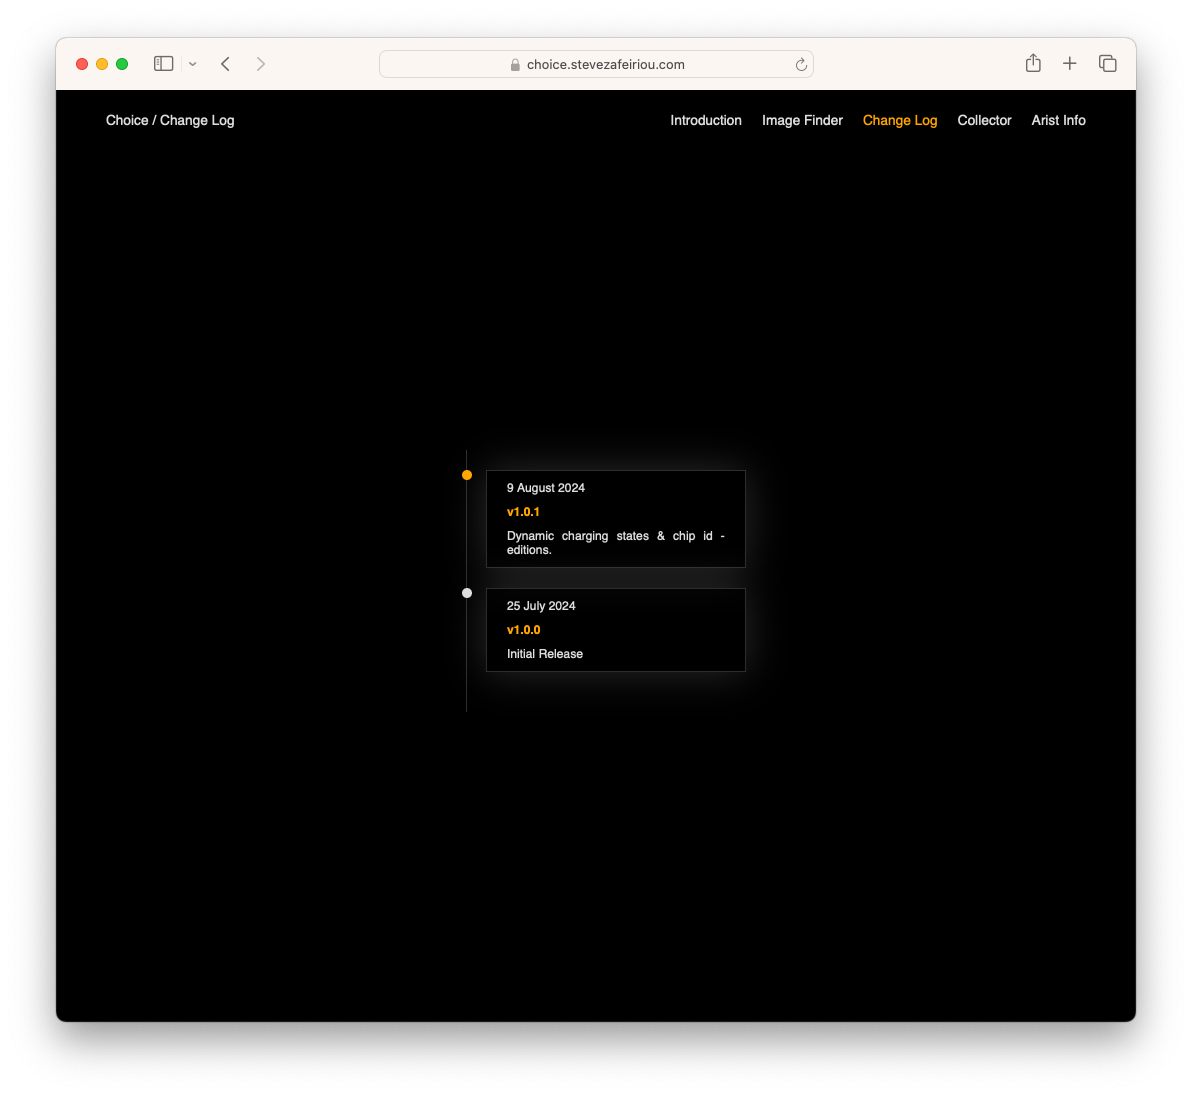 choice.stevezafeiriou.com
Choice / Change Log
Introduction Image Finder Change Log Collector Arist Info
9 August 2024
v1.0.1
Dynamic charging states & chip id -
editions.
25 July 2024
v1.0.0
Initial Release